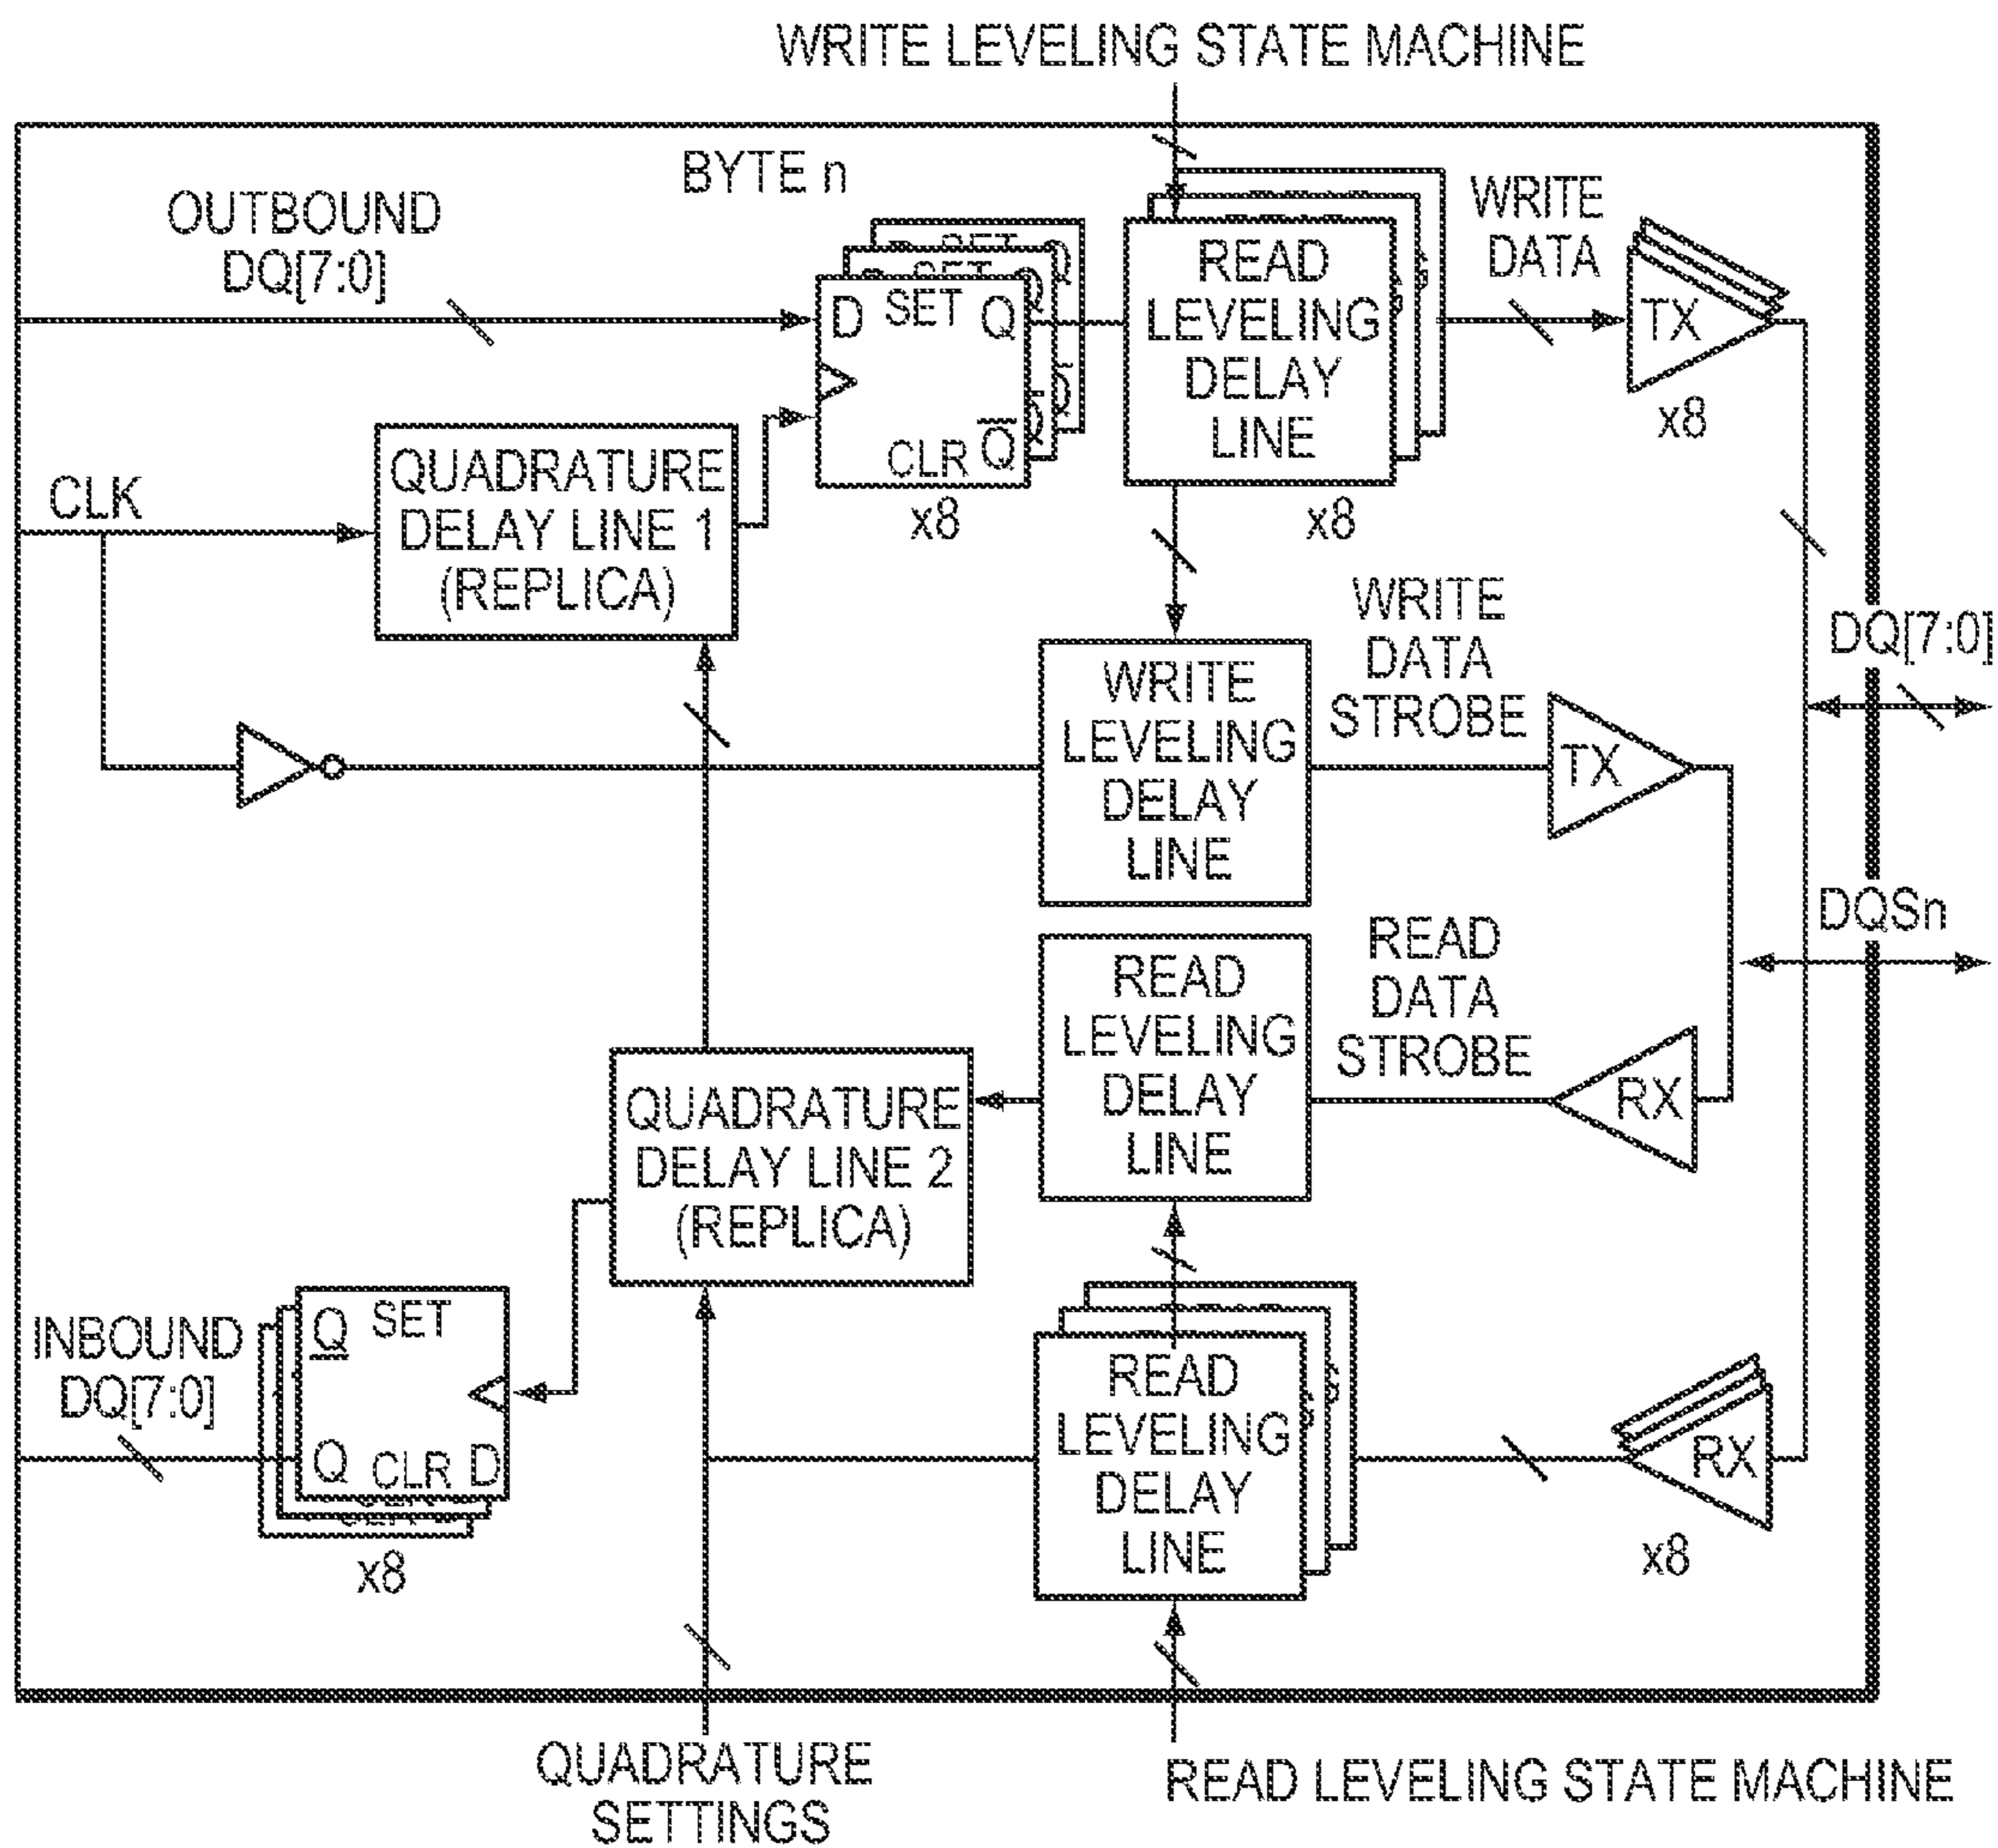 WRITE LEVELING STATE MACHINE
BYTE n
OUTBOUND
DQ[7:0]
D SET Q
CLR Q
x8
READ
LEVELING
DELAY
LINE
x8
WRITE
DATA
TX
x8
CLK
QUADRATURE
DELAY LINE 1
(REPLICA)
WRITE
LEVELING
DELAY
LINE
WRITE
DATA
STROBE
TX
DQ[7:0]
DQSn
READ
LEVELING
DELAY
LINE
READ
DATA
STROBE
RX
QUADRATURE
DELAY LINE 2
(REPLICA)
INBOUND
DQ[7:0]
Q SET
Q CLR D
x8
READ
LEVELING
DELAY
LINE
RX
x8
QUADRATURE
SETTINGS
READ LEVELING STATE MACHINE